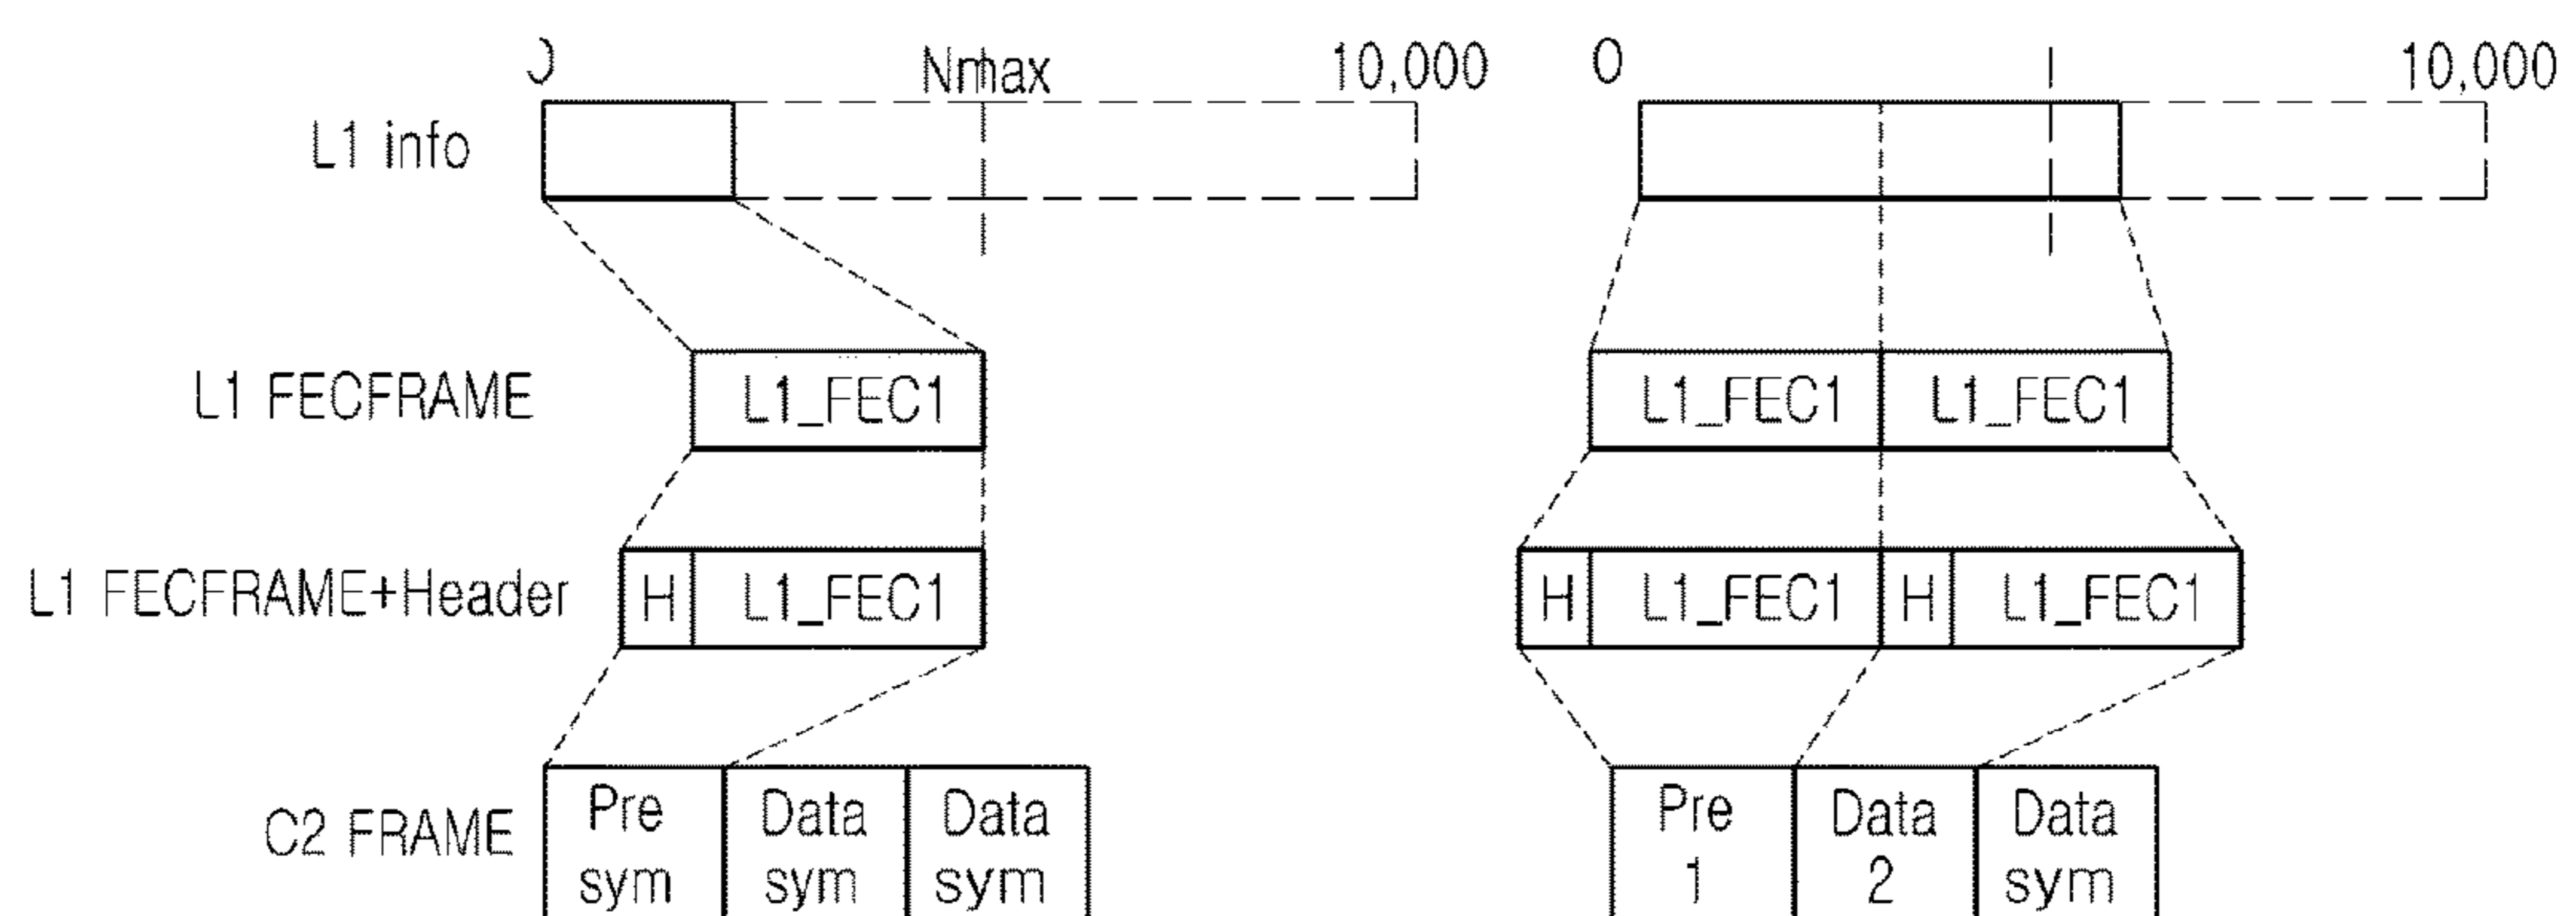 0 Nmax 10,000 0 10,000
L1 info
L1 FECFRAME L1_FEC1 L1_FEC1 L1_FEC1
L1 FECFRAME+Header H L1_FEC1 H L1_FEC1 H L1_FEC1
C2 FRAME
Pre sym
Data sym
Data sym
Pre 1
Data 2
Data sym